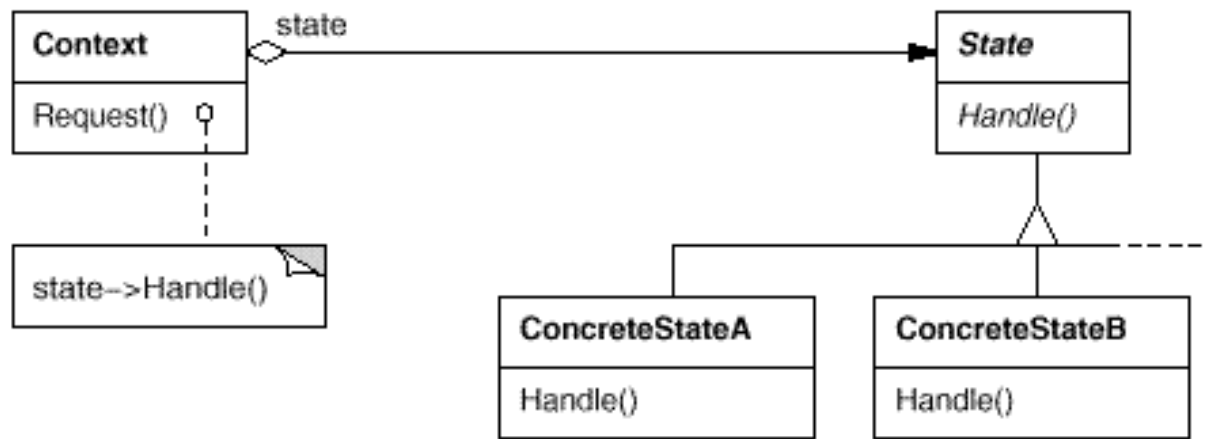 Context
Request()
state
State
Handle()
state–>Handle()
ConcreteStateA
Handle()
ConcreteStateB
Handle()